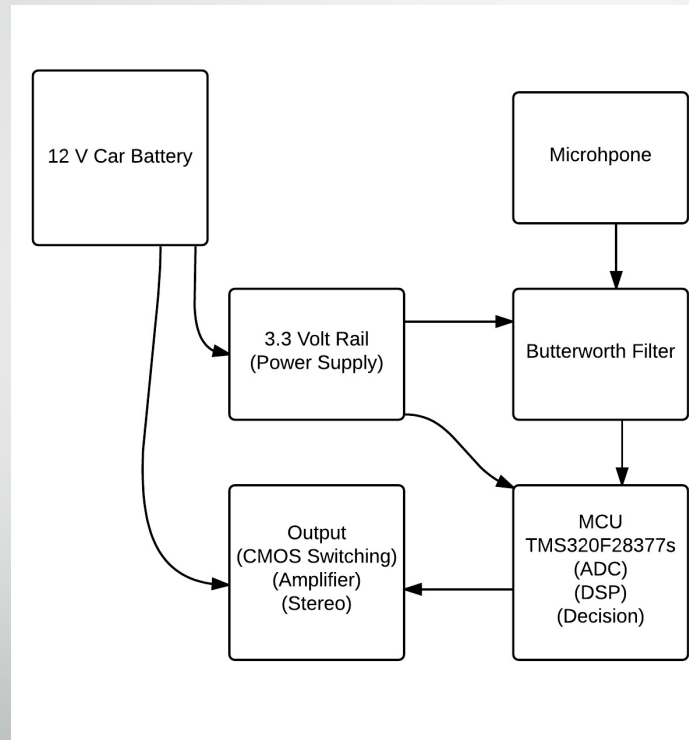 12 V Car Battery
Microhpone
3.3 Volt Rail
(Power Supply)
Butterworth Filter
Output
(CMOS Switching)
(Amplifier)
(Stereo)
MCU
TMS320F28377s
(ADC)
(DSP)
(Decision)